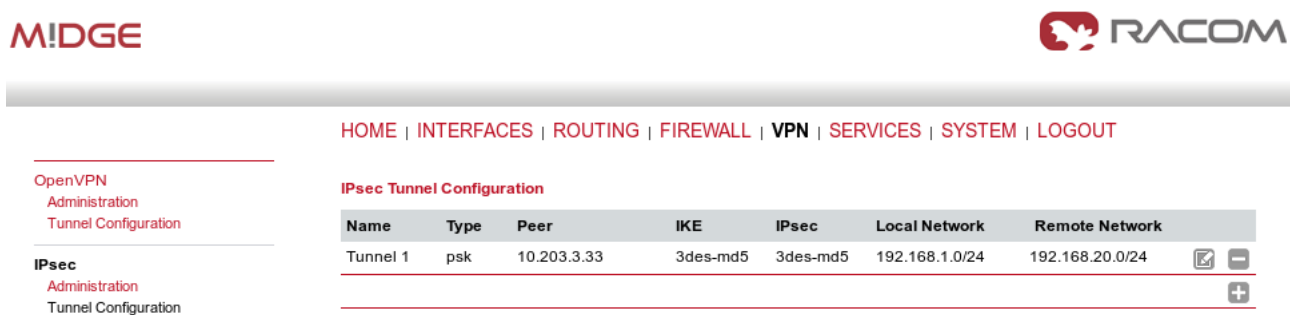 M!DGE
RACOM
HOME | INTERFACES | ROUTING | FIREWALL | VPN | SERVICES | SYSTEM | LOGOUT
OpenVPN
Administration
Tunnel Configuration
IPsec
Administration
Tunnel Configuration
IPsec Tunnel Configuration
Name Type Peer IKE IPsec Local Network Remote Network
Tunnel 1 psk 10.203.3.33 3des-md5 3des-md5 192.168.1.0/24 192.168.20.0/24